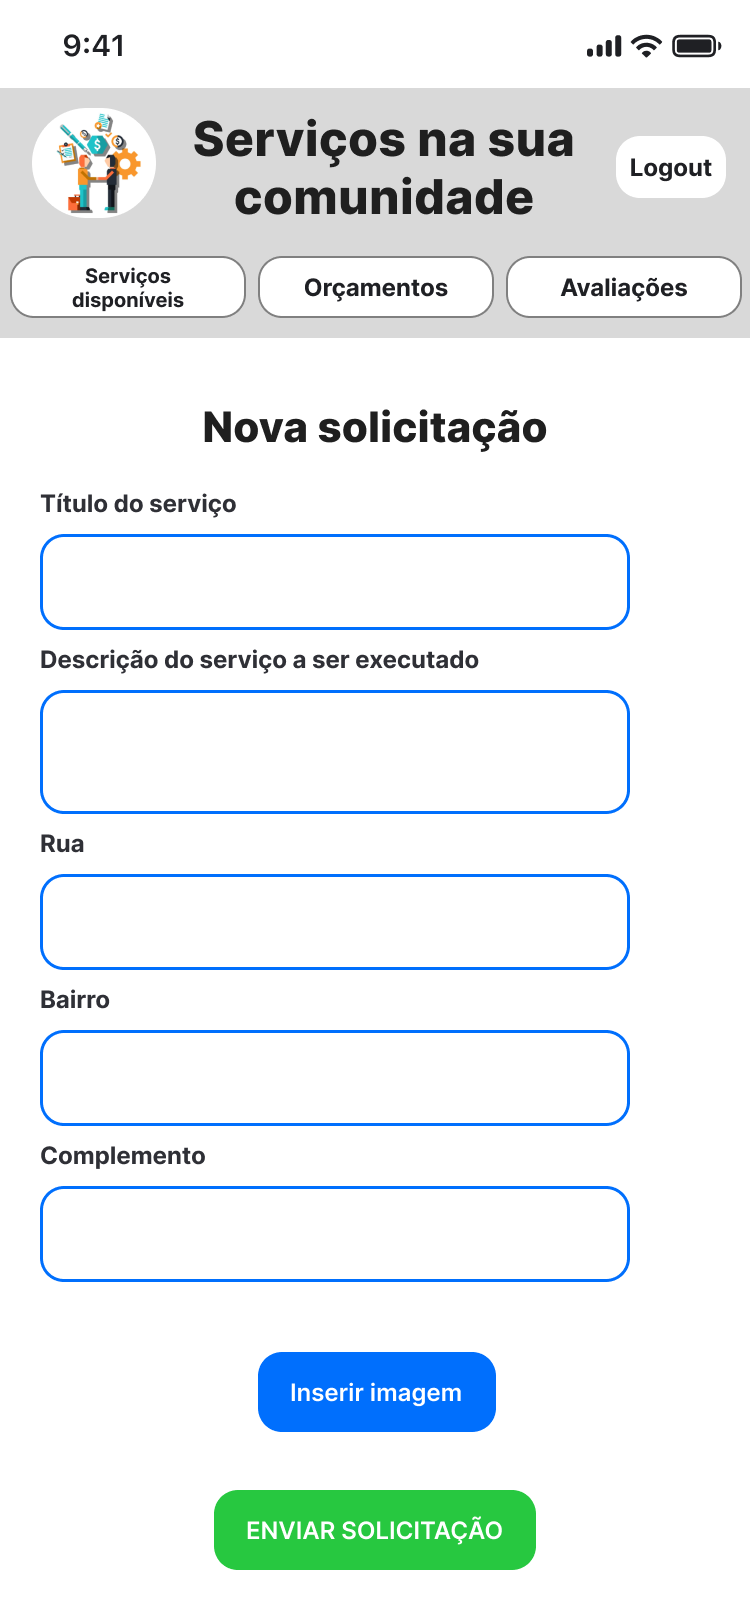 9:41
Serviços na sua
comunidade
Logout
Serviços
disponíveis
Orçamentos
Avaliações
Nova solicitação
Título do serviço
Descrição do serviço a ser executado
Rua
Bairro
Complemento
Inserir imagem
ENVIAR SOLICITAÇÃO